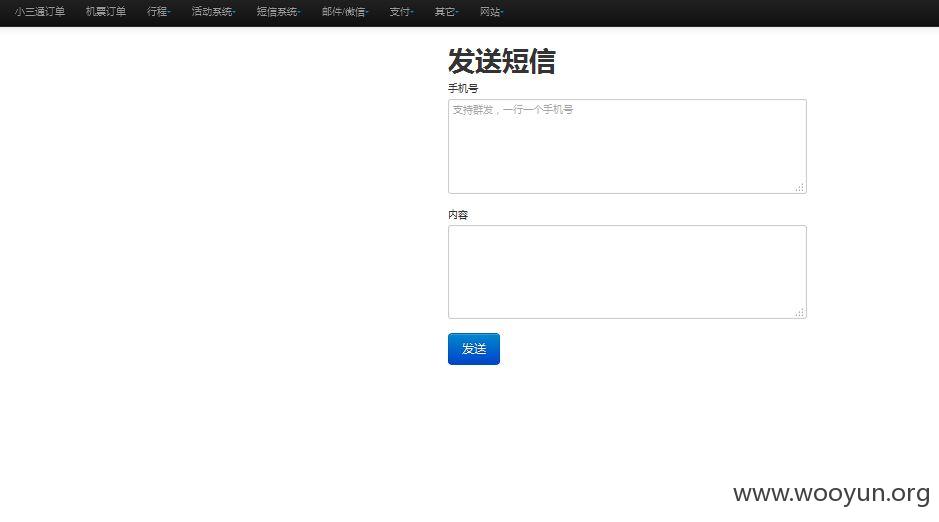 小三通订单 机票订单 行程 活动系统 短信系统 邮件/微信 支付 其它 网站
发送短信
手机号
支持群发，一行一个手机号
内容
发送
www.wooyun.org